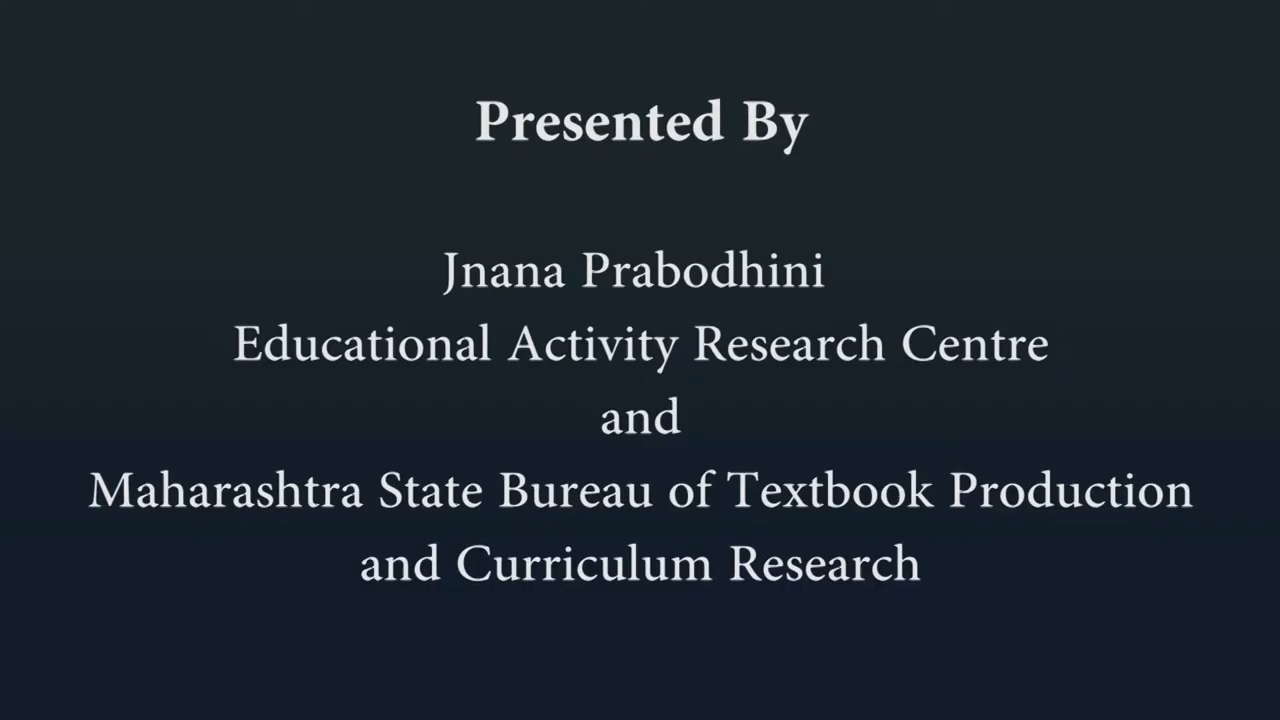 Presented By
Jnana Prabodhini
Educational Activity Research Centre
and
Maharashtra State Bureau of Textbook Production
and Curriculum Research